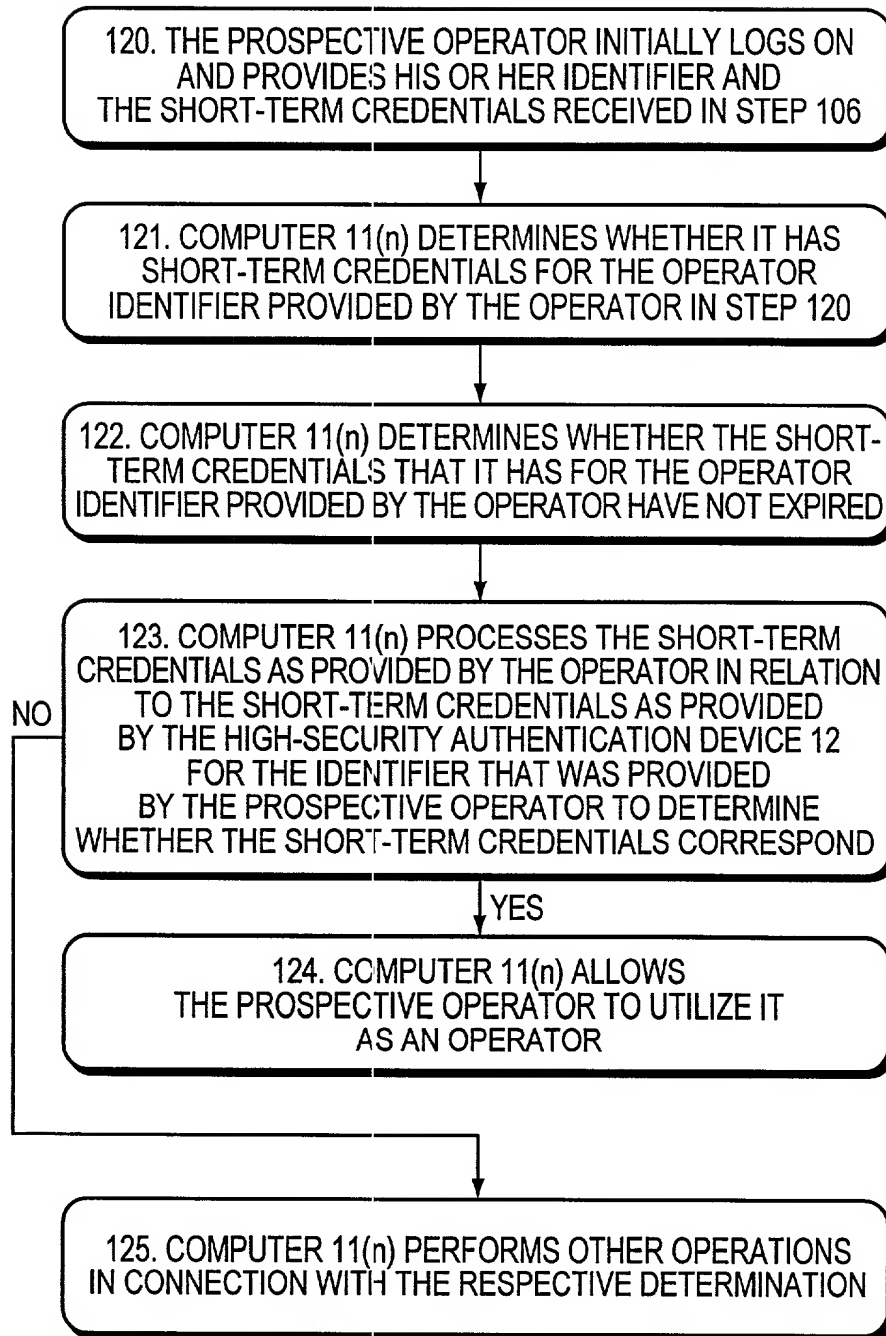 120. THE PROSPECTIVE OPERATOR INITIALLY LOGS ON
AND PROVIDES HIS OR HER IDENTIFIER AND
THE SHORT-TERM CREDENTIALS RECEIVED IN STEP 106
121. COMPUTER 11(n) DETERMINES WHETHER IT HAS
SHORT-TERM CREDENTIALS FOR THE OPERATOR
IDENTIFIER PROVIDED BY THE OPERATOR IN STEP 120
122. COMPUTER 11(n) DETERMINES WHETHER THE SHORT-
TERM CREDENTIALS THAT IT HAS FOR THE OPERATOR
IDENTIFIER PROVIDED BY THE OPERATOR HAVE NOT EXPIRED
123. COMPUTER 11(n) PROCESSES THE SHORT-TERM
CREDENTIALS AS PROVIDED BY THE OPERATOR IN RELATION
TO THE SHORT-TERM CREDENTIALS AS PROVIDED
BY THE HIGH-SECURITY AUTHENTICATION DEVICE 12
FOR THE IDENTIFIER THAT WAS PROVIDED
BY THE PROSPECTIVE OPERATOR TO DETERMINE
WHETHER THE SHORT-TERM CREDENTIALS CORRESPOND
NO
YES
124. COMPUTER 11(n) ALLOWS
THE PROSPECTIVE OPERATOR TO UTILIZE IT
AS AN OPERATOR
125. COMPUTER 11(n) PERFORMS OTHER OPERATIONS
IN CONNECTION WITH THE RESPECTIVE DETERMINATION